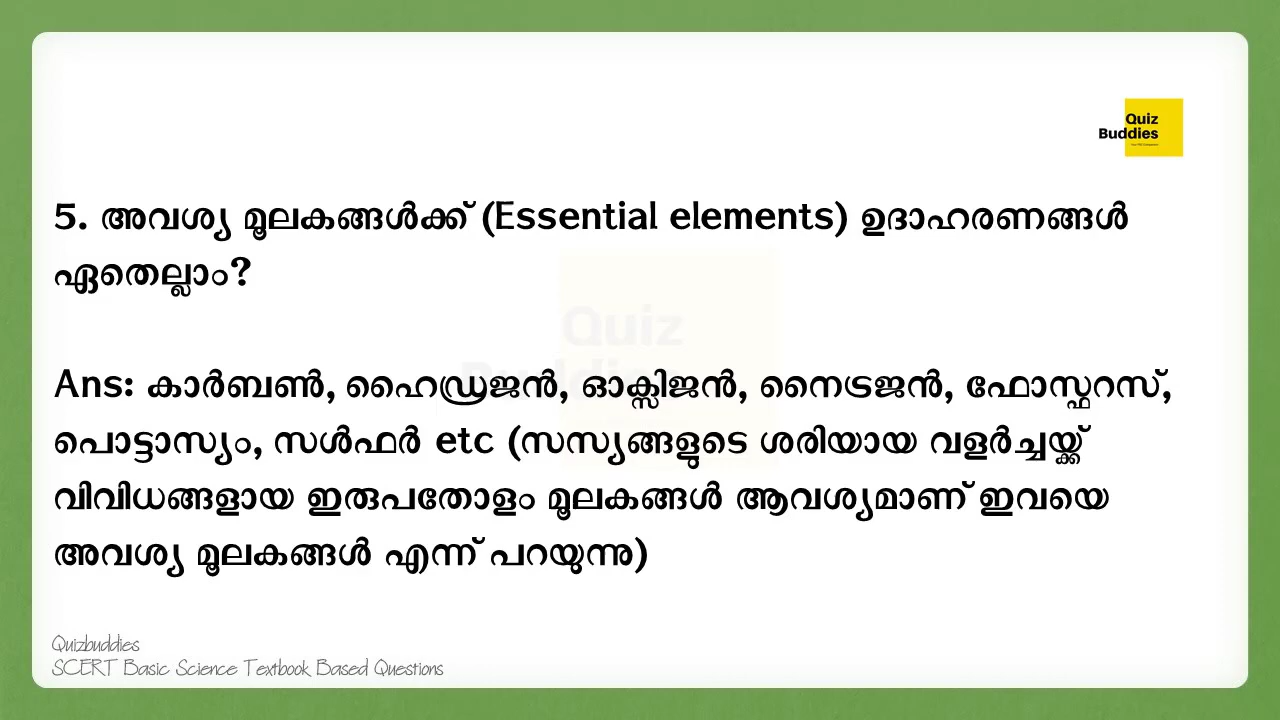 Quiz
Buddies
5. അവശ്യ മൂലകങ്ങൾക്ക് (Essential elements) ഉദാഹരണങ്ങൾ
ഏതെല്ലാം?
Quiz
Buddies
Ans: കാർബൺ, ഹൈഡ്രജൻ, ഓക്സിജൻ, നൈട്രജൻ, ഫോസ്ഫറസ്,
പൊട്ടാസ്യം, സൾഫർ etc (സസ്യങ്ങളുടെ ശരിയായ വളർച്ചയ്ക്ക്
വിവിധങ്ങളായ ഇരുപതോളം മൂലകങ്ങൾ ആവശ്യമാണ് ഇവയെ
അവശ്യ മൂലകങ്ങൾ എന്ന് പറയുന്നു)
Quizbuddies
SCERT Basic Science Textbook Based Questions